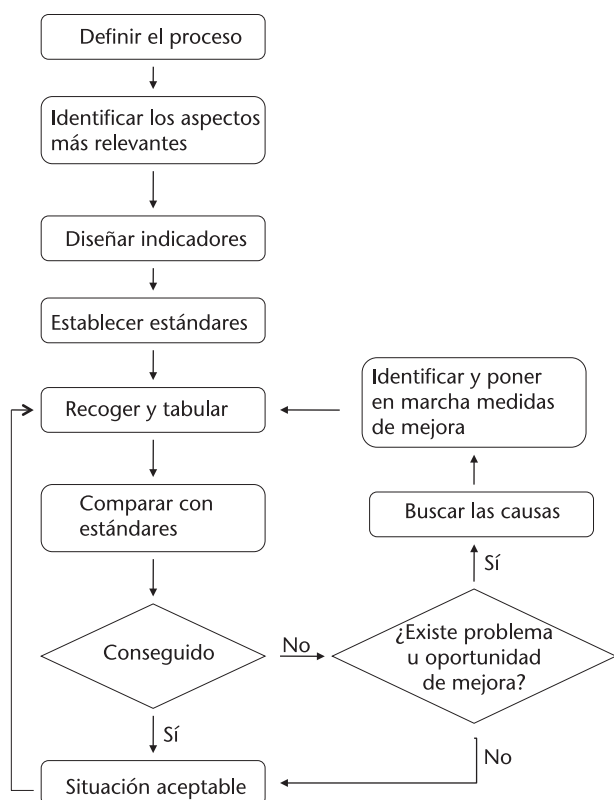 Definir el proceso
Identificar los aspectos
más relevantes
Diseñar indicadores
Establecer estándares
Recoger y tabular
Identificar y poner
en marcha medidas
de mejora
Comparar con
estándares
Buscar las causas
Sí
Conseguido
No
¿Existe problema
u oportunidad
de mejora?
Sí
No
Situación aceptable